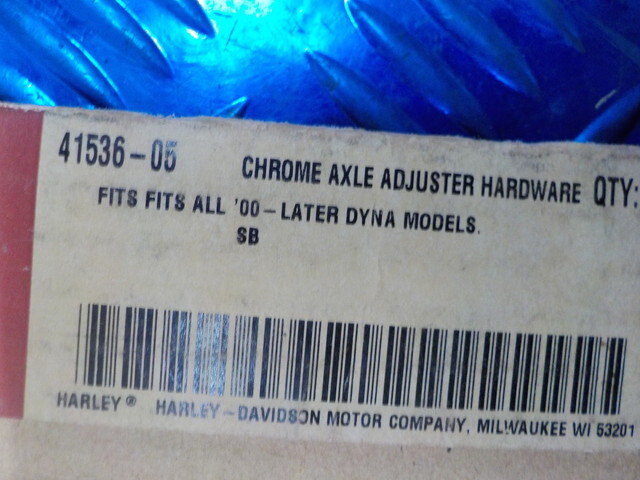 41536-05 CHROME AXLE ADJUSTER HARDWARE QTY:
FITS FITS ALL '00-LATER DYNA MODELS.
SB
HARLEY® HARLEY-DAVIDSON MOTOR COMPANY, MILWAUKEE WI 53201